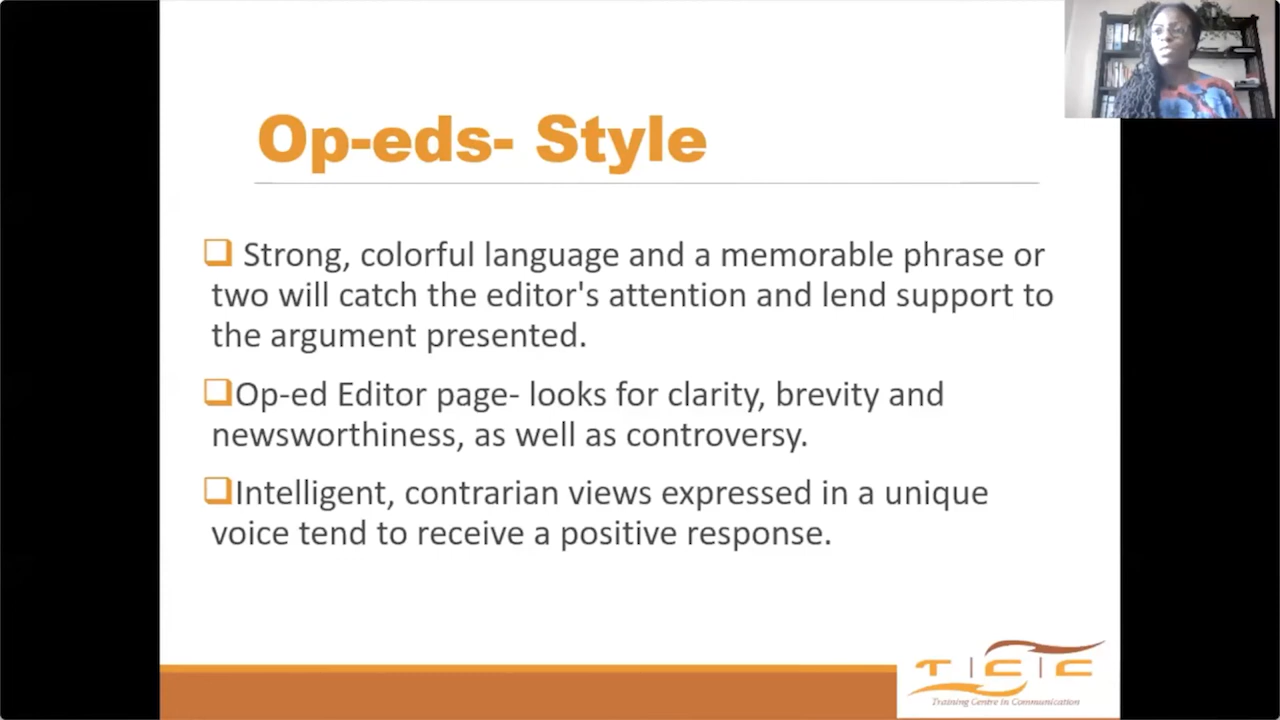 Op-eds- Style
Strong, colorful language and a memorable phrase or
two will catch the editor's attention and lend support to
the argument presented.
Op-ed Editor page- looks for clarity, brevity and
newsworthiness, as well as controversy.
Intelligent, contrarian views expressed in a unique
voice tend to receive a positive response.
T|C|C
Training Centre in Communication